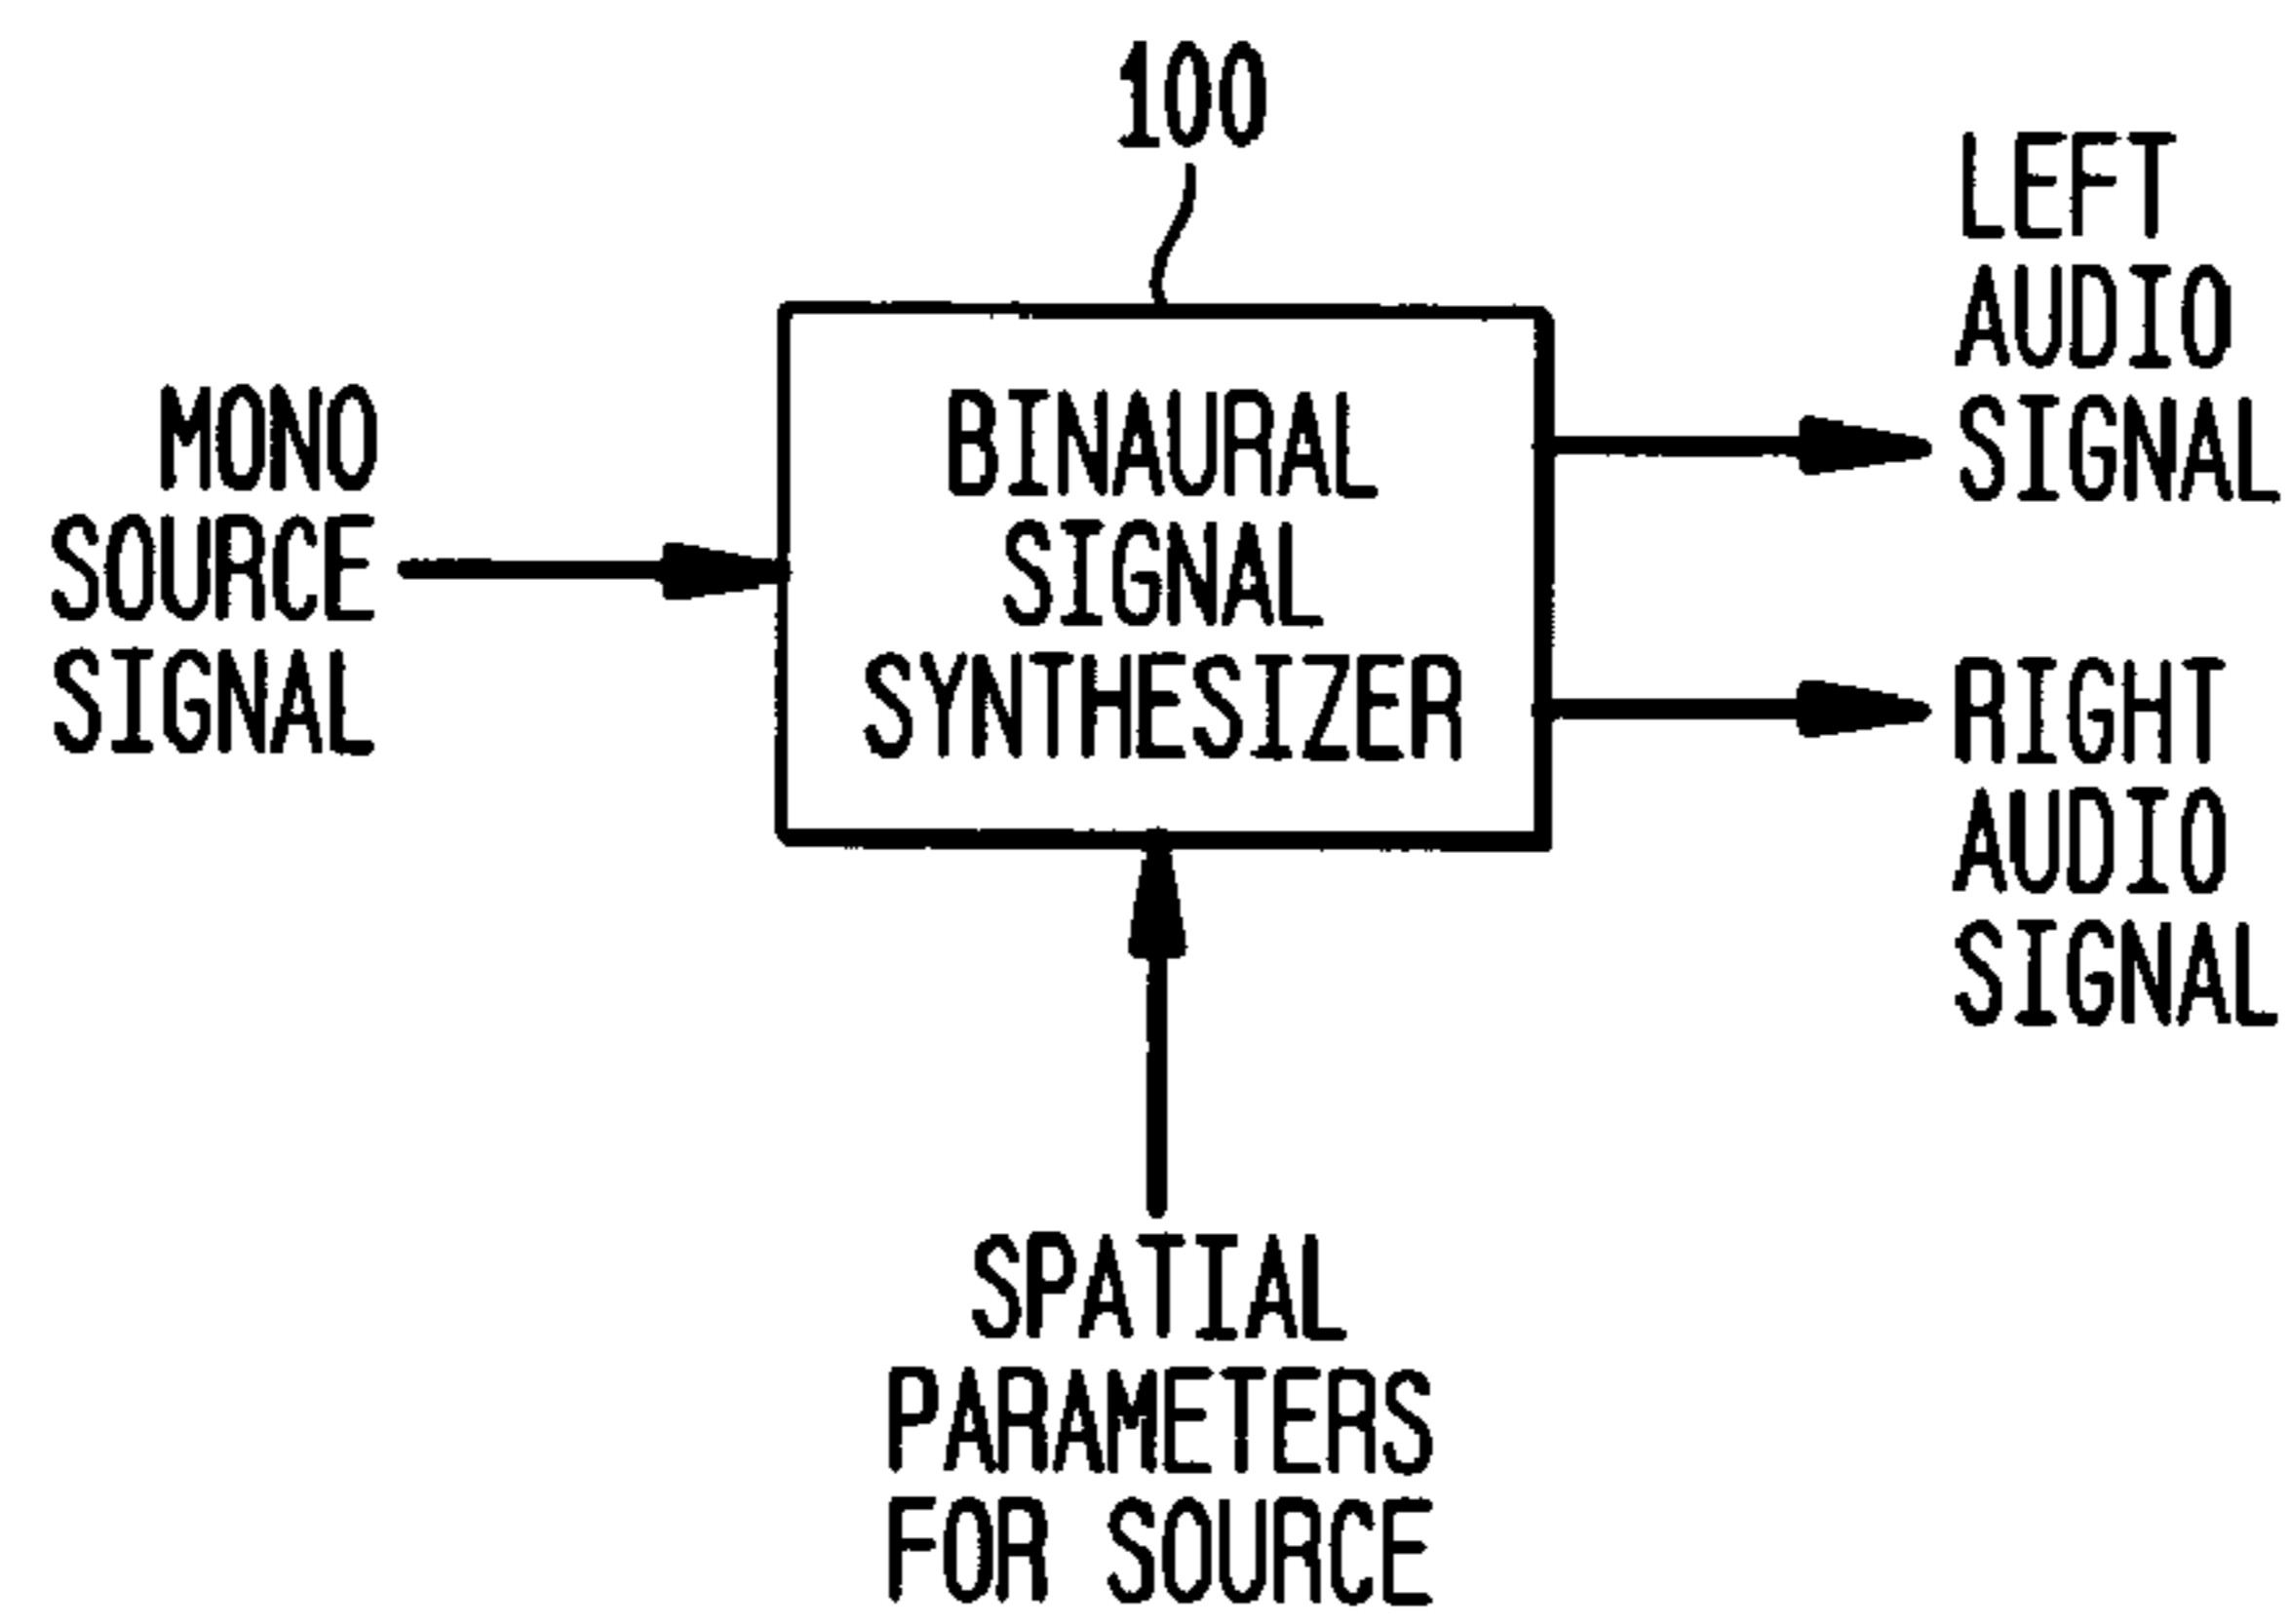 100
LEFT
AUDIO
SIGNAL
MONO
SOURCE
SIGNAL
BINAURAL
SIGNAL
SYNTHESIZER
RIGHT
AUDIO
SIGNAL
SPATIAL
PARAMETERS
FOR SOURCE